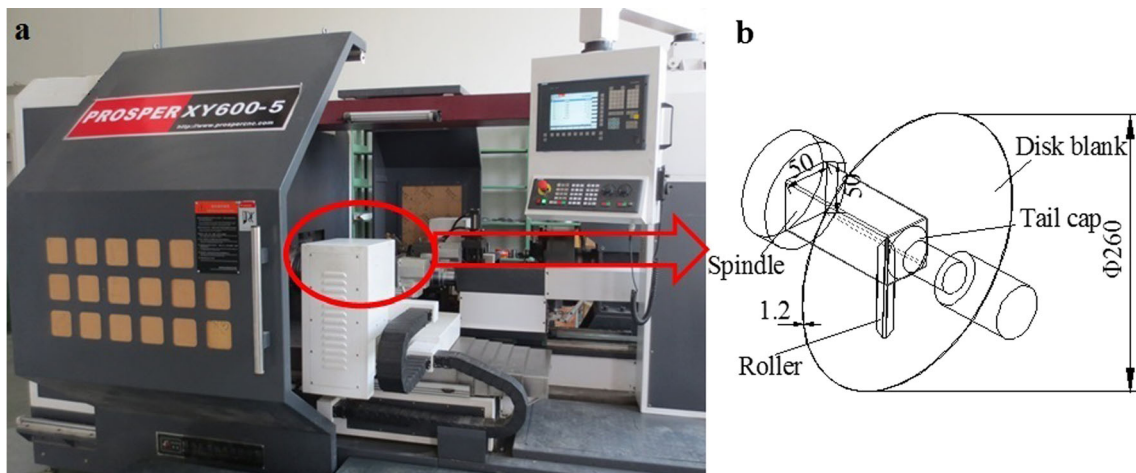 a
PROSPER XY600-5
http://www.prospercnc.com
b
50
50
Disk blank
Tail cap
Spindle
Φ260
1.2
Roller